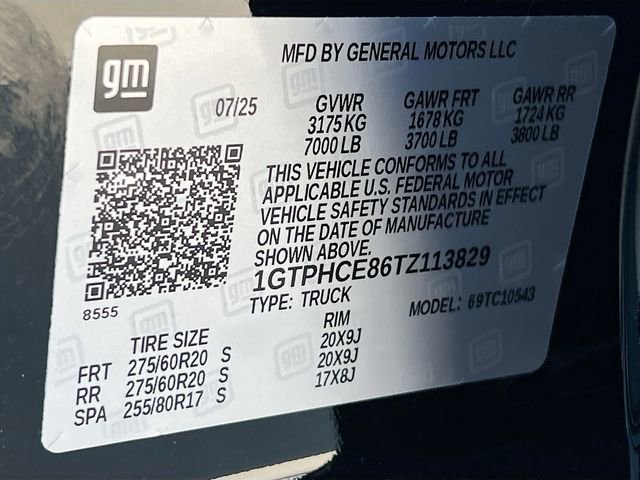 gm
MFD BY GENERAL MOTORS LLC
07/25
GVWR GAWR FRT GAWR RR
3175 KG 1678 KG 1724 KG
7000 LB 3700 LB 3800 LB
THIS VEHICLE CONFORMS TO ALL
APPLICABLE U.S. FEDERAL MOTOR
VEHICLE SAFETY STANDARDS IN EFFECT
ON THE DATE OF MANUFACTURE
SHOWN ABOVE.
1GTPHCE86TZ113829
8555
TYPE: TRUCK MODEL: 69TC10543
TIRE SIZE RIM
FRT 275/60R20 S 20X9J
RR 275/60R20 S 20X9J
SPA 255/80R17 S 17X8J